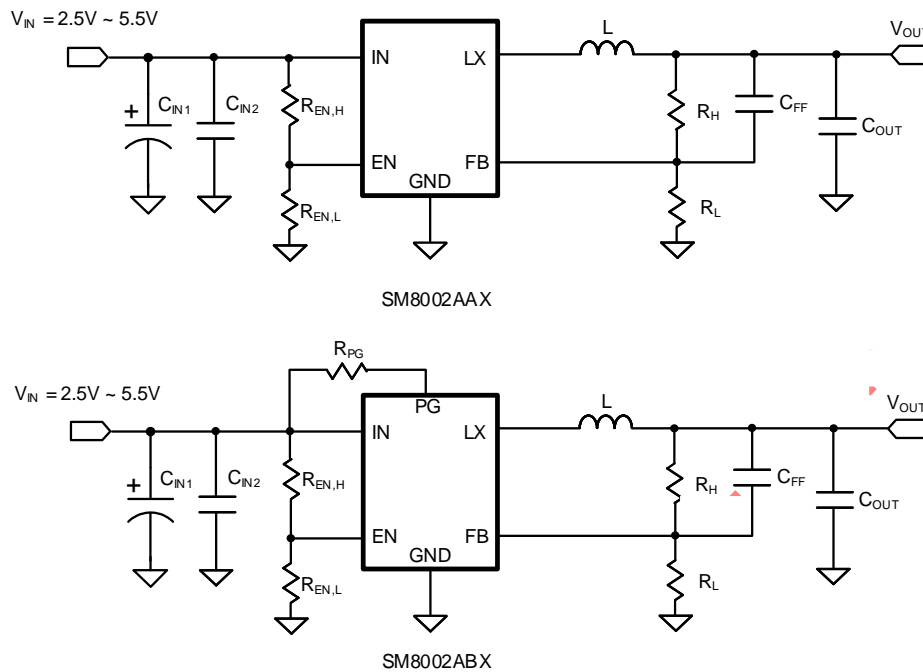 V_IN = 2.5V ~ 5.5V
L
V_OUT
IN
LX
C_IN1
C_IN2
R_EN,H
R_H
C_FF
C_OUT
+
EN
FB
GND
R_EN,L
R_L
SM8002AAX
R_PG
V_IN = 2.5V ~ 5.5V
PG
L
V_OUT
IN
LX
C_IN1
C_IN2
R_EN,H
R_H
C_FF
C_OUT
+
EN
FB
GND
R_EN,L
R_L
SM8002ABX